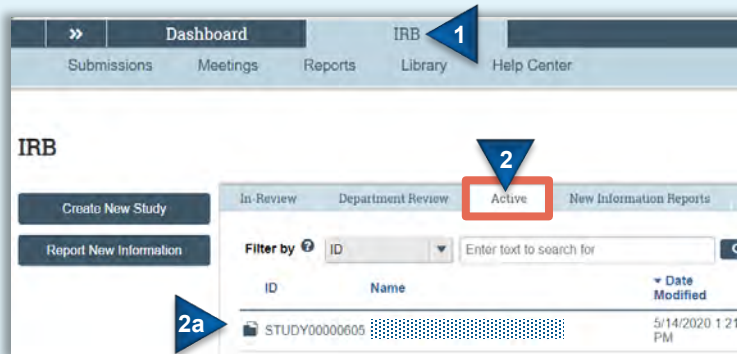 » Dashboard IRB 1
Submissions Meetings Reports Library Help Center
IRB
2
Create New Study
Report New Information
In-Review Department Review Active New Information Reports
Filter by ? ID Enter text to search for
ID Name Date Modified
2a STUDY00000605 5/14/2020 1 21 PM